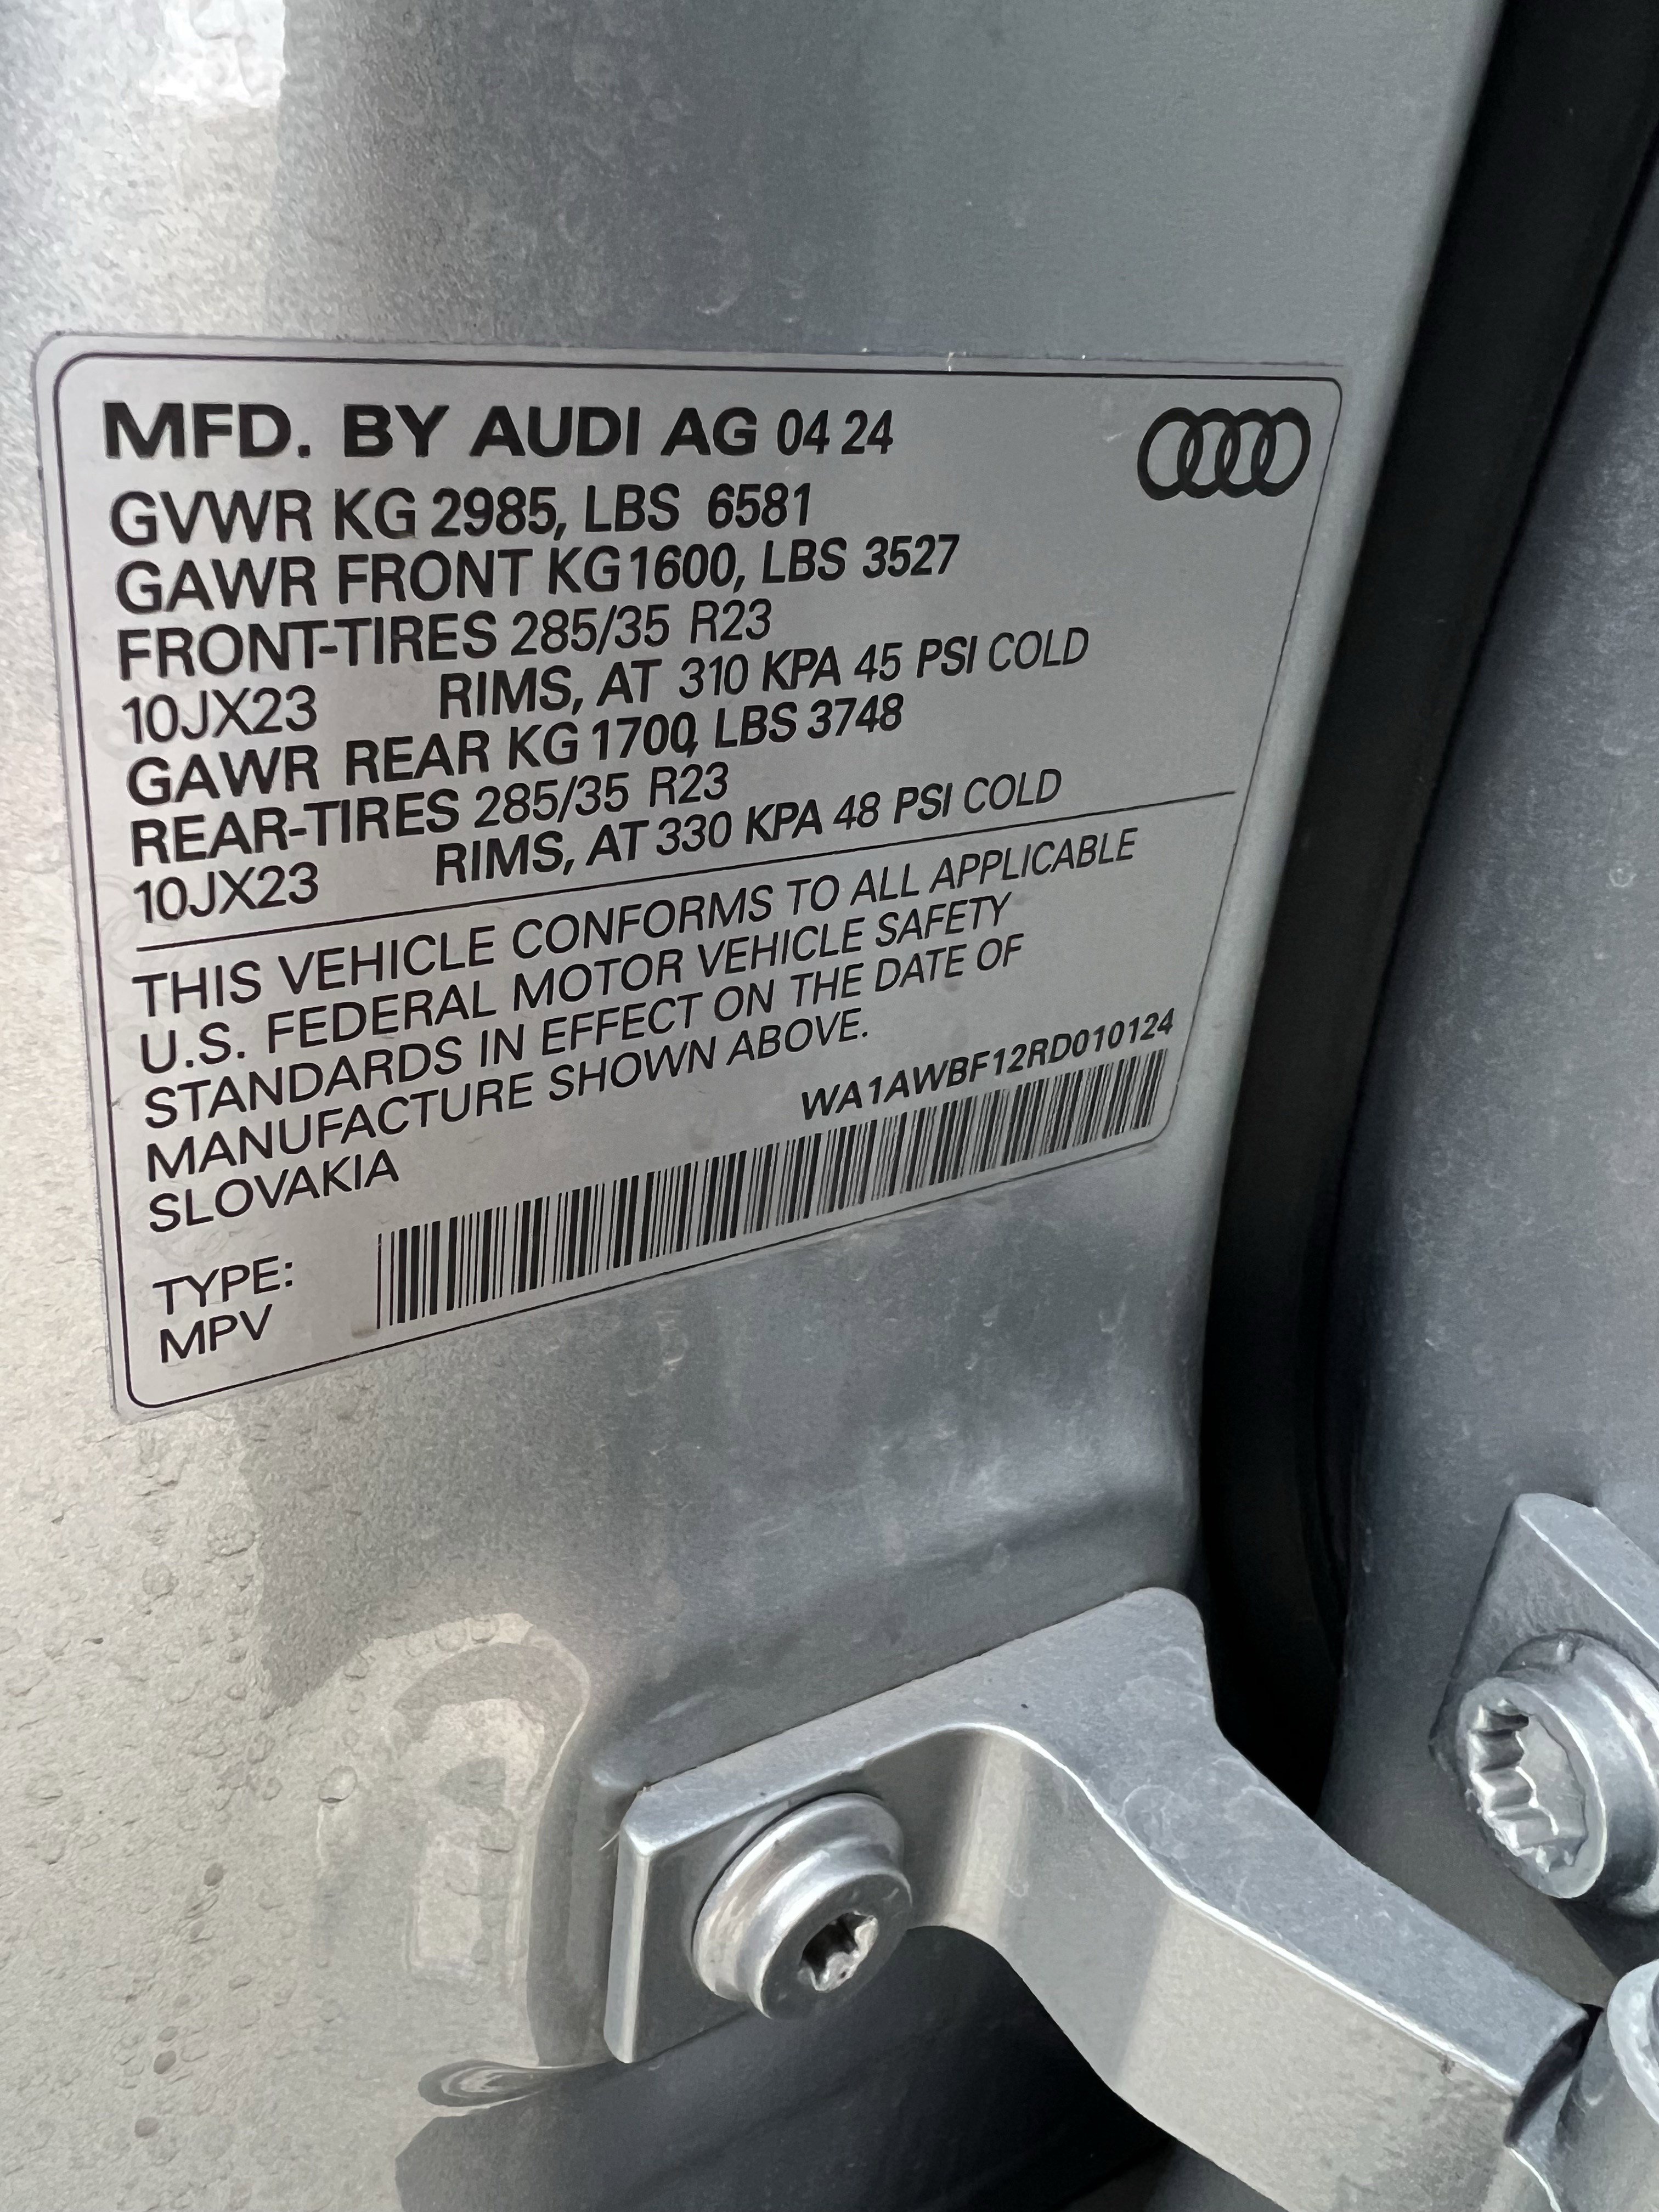 MFD. BY AUDI AG 04 24
GVWR KG 2985, LBS 6581
GAWR FRONT KG 1600, LBS 3527
FRONT-TIRES 285/35 R23
10JX23 RIMS, AT 310 KPA 45 PSI COLD
GAWR REAR KG 1700, LBS 3748
REAR-TIRES 285/35 R23
10JX23 RIMS, AT 330 KPA 48 PSI COLD
THIS VEHICLE CONFORMS TO ALL APPLICABLE
U.S. FEDERAL MOTOR VEHICLE SAFETY
STANDARDS IN EFFECT ON THE DATE OF
MANUFACTURE SHOWN ABOVE.
SLOVAKIA
WA1AWBF12RD010124
TYPE:
MPV